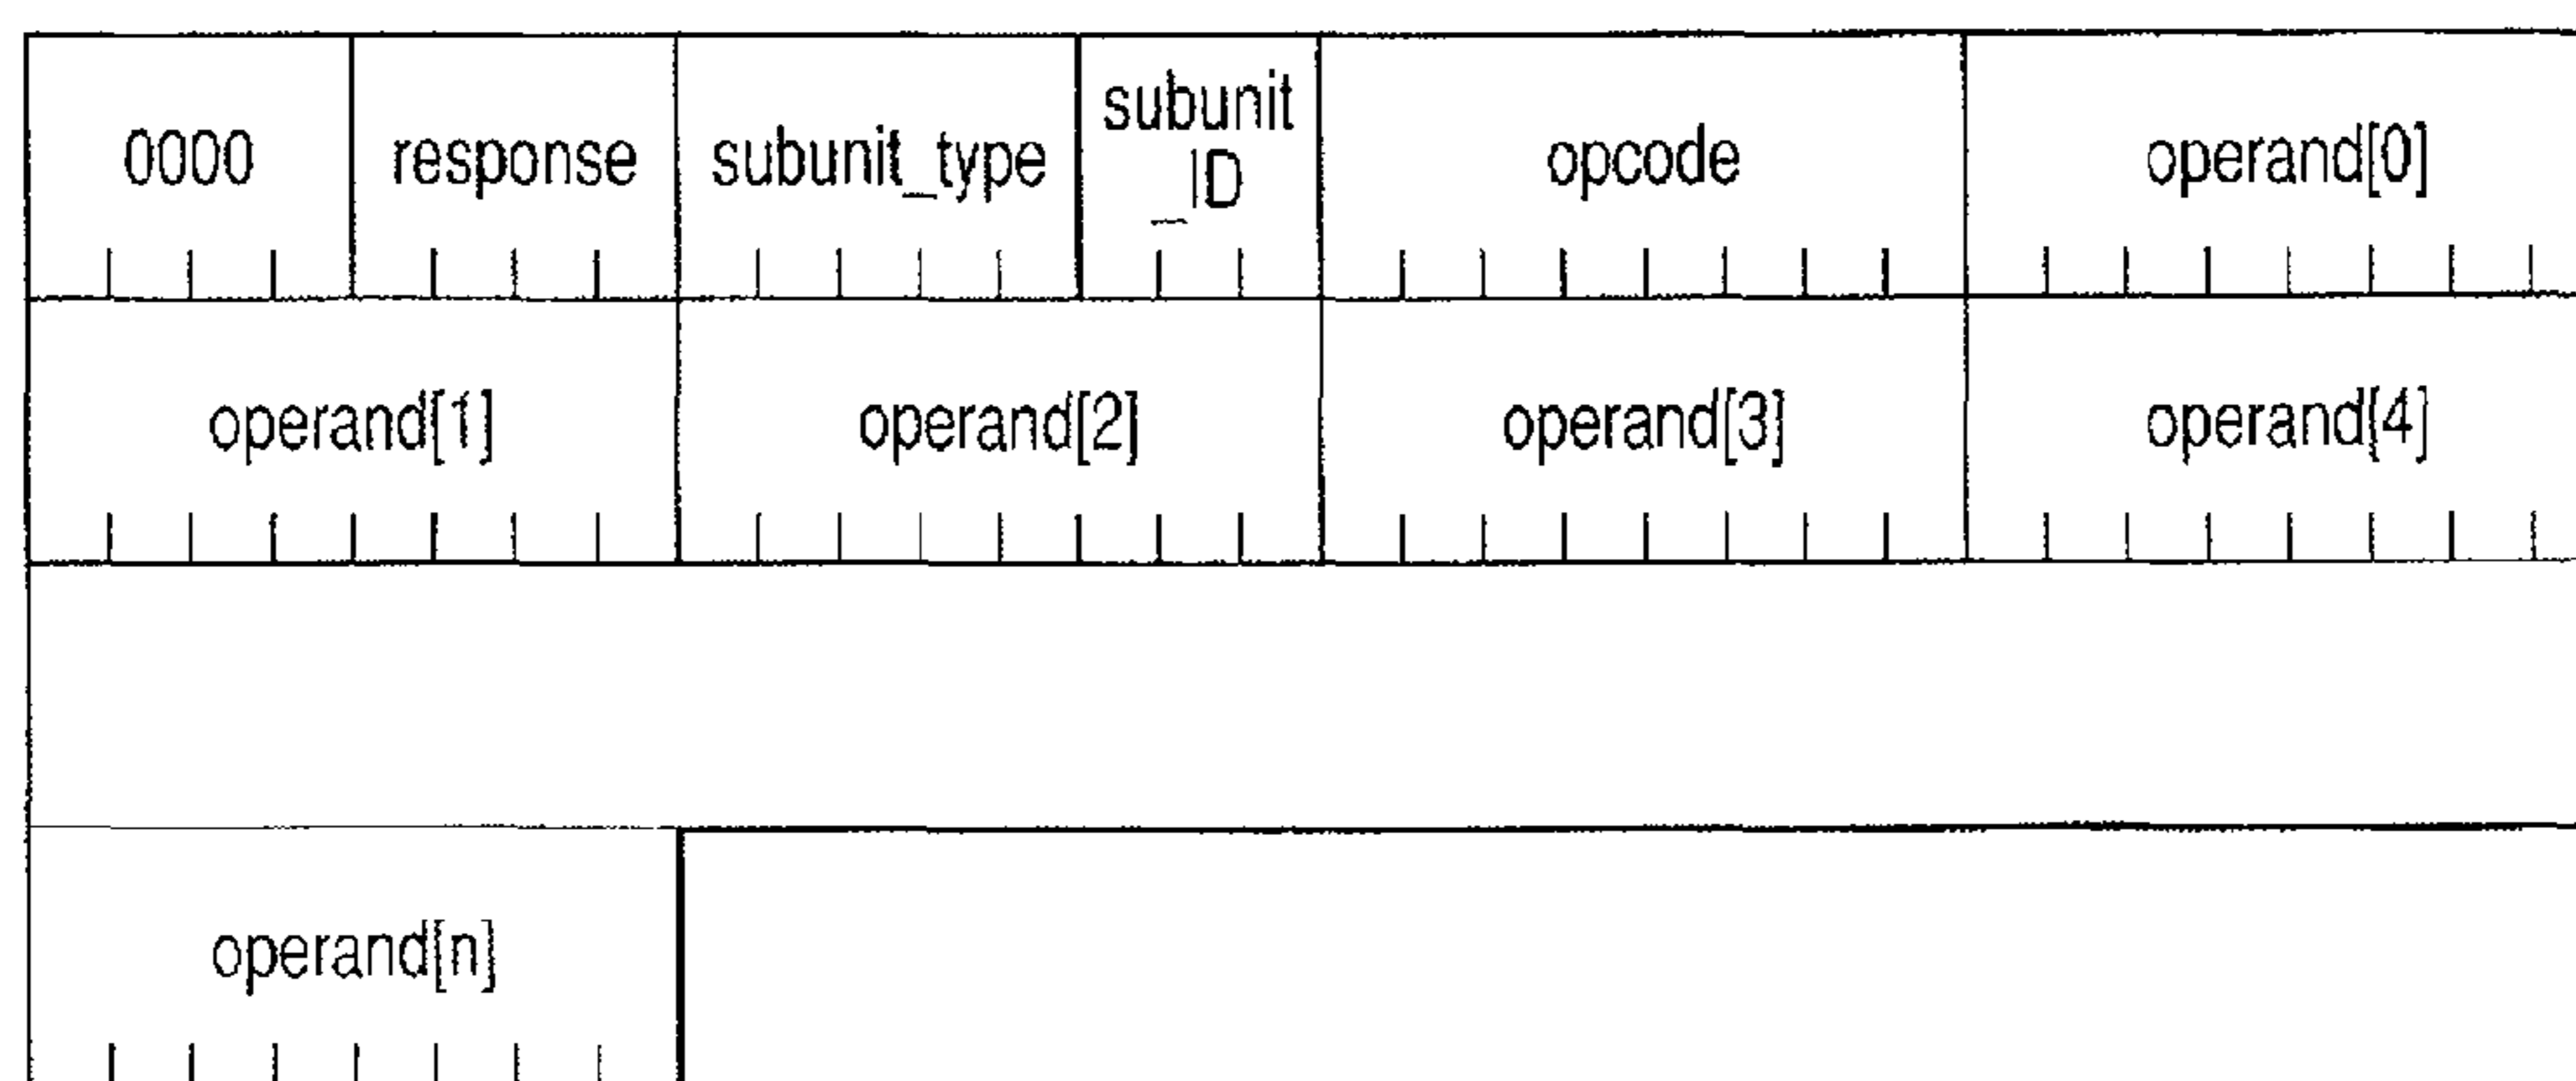 0000 response subunit_type subunit
_ID opcode operand[0]
operand[1] operand[2] operand[3] operand[4]
operand[n]